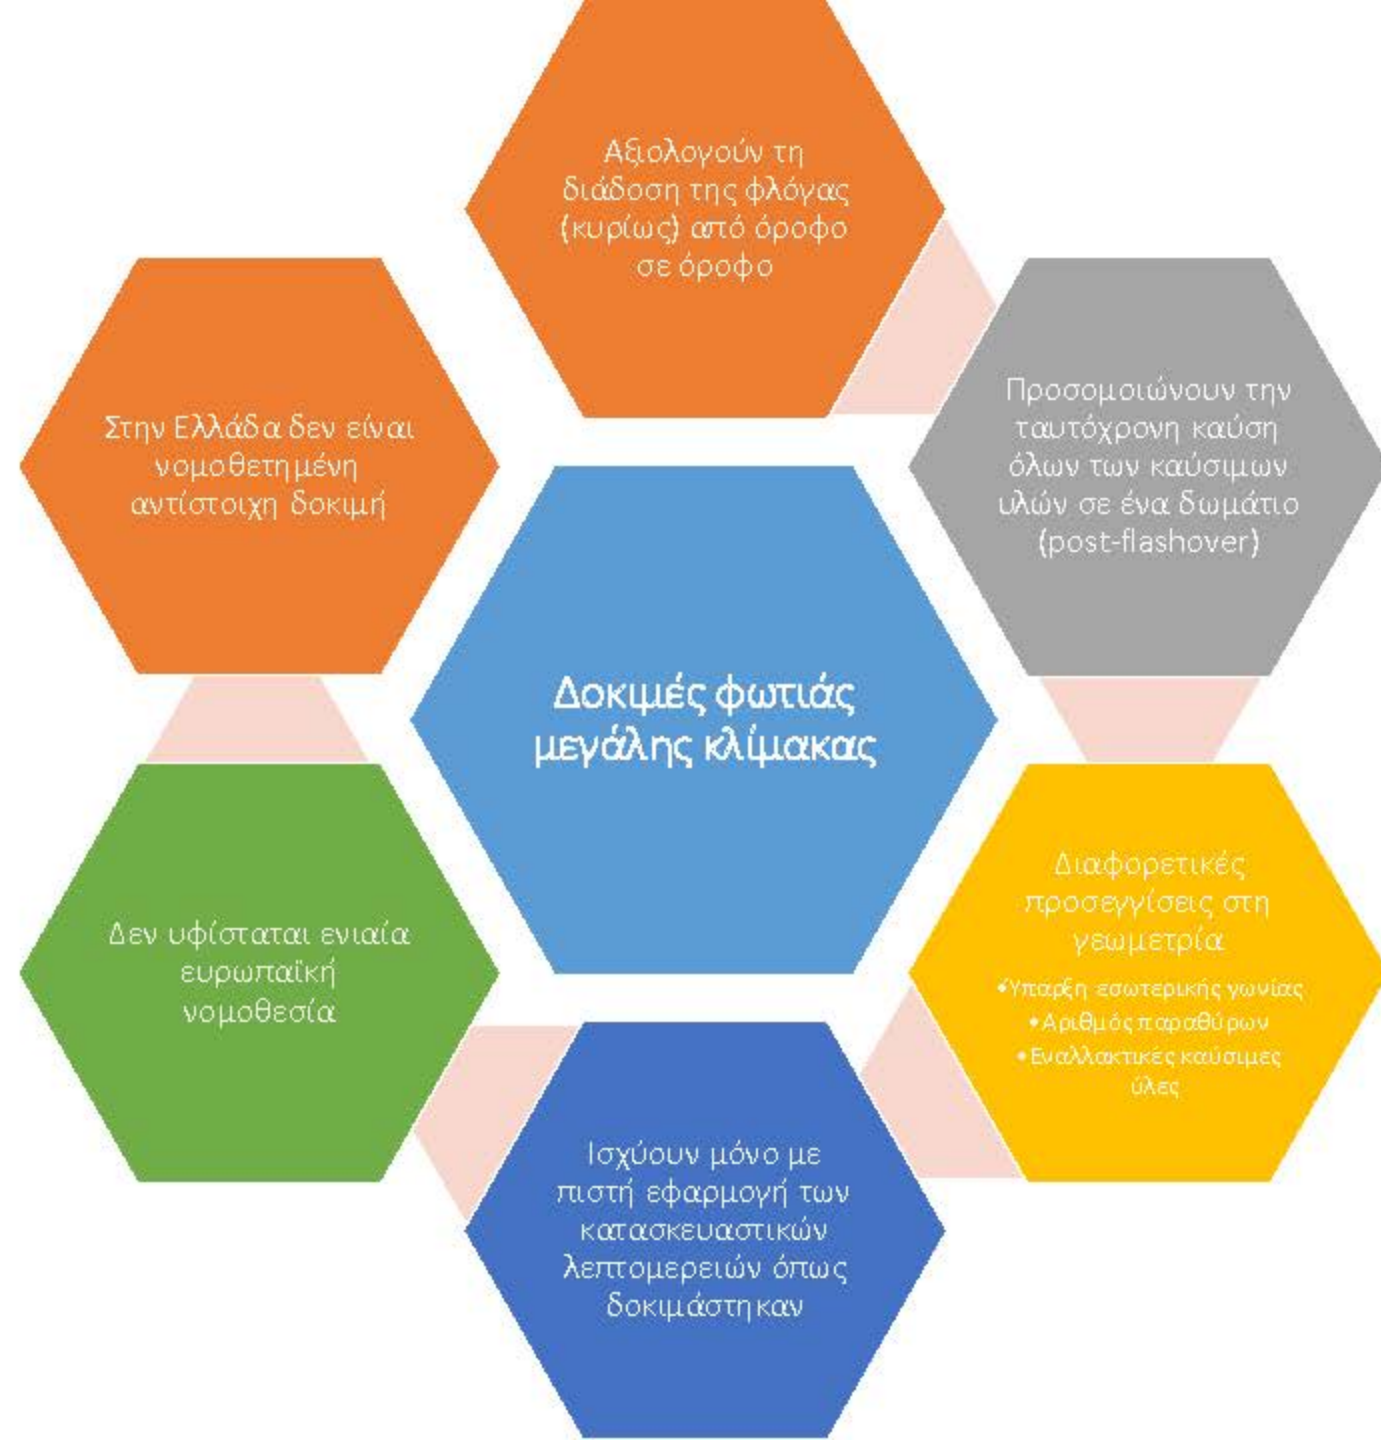 Αξιολογούν τη
διάδοση της φλόγας
(κυρίως) από όροφο
σε όροφο
Προσομοιώνουν την
ταυτόχρονη καύση
όλων των καύσιμων
υλών σε ένα δωμάτιο
(post-flashover)
Διαφορετικές
προσεγγίσεις στη
γεωμετρία
•Ύπαρξη εσωτερικής γωνίας
•Αριθμός παραθύρων
•Εναλλακτικές καύσιμες
ύλες
Ισχύουν μόνο με
πιστή εφαρμογή των
κατασκευαστικών
λεπτομερειών όπως
δοκιμάστηκαν
Δεν υφίσταται ενιαία
ευρωπαϊκή
νομοθεσία
Στην Ελλάδα δεν είναι
νομοθετημένη
αντίστοιχη δοκιμή
Δοκιμές φωτιάς
μεγάλης κλίμακας